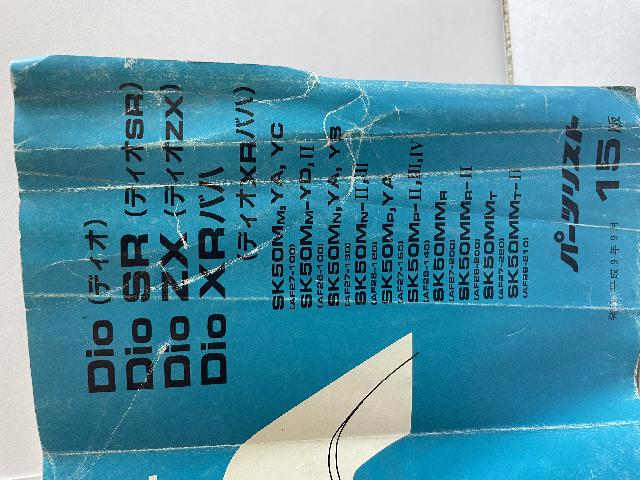 Dio (ディオ)
Dio SR (ディオSR)
Dio ZX (ディオZX)
Dio XRバハ
(ディオXRバハ)
SK50MM, YA, YC
(AF27-100)
SK50MM-YD, II
(AF28-100)
SK50MN, YA, YB
(AF27-130)
SK50MN-II, III
(AF28-120)
SK50MP, YA
(AF27-150)
SK50MP-II, III, IV
(AF28-140)
SK50MMR
(AF27-200)
SK50MMR-II
(AF28-200)
SK50MMT
(AF27-220)
SK50MMT-II
(AF28-210)
パーツリスト
15版
平成9年9月